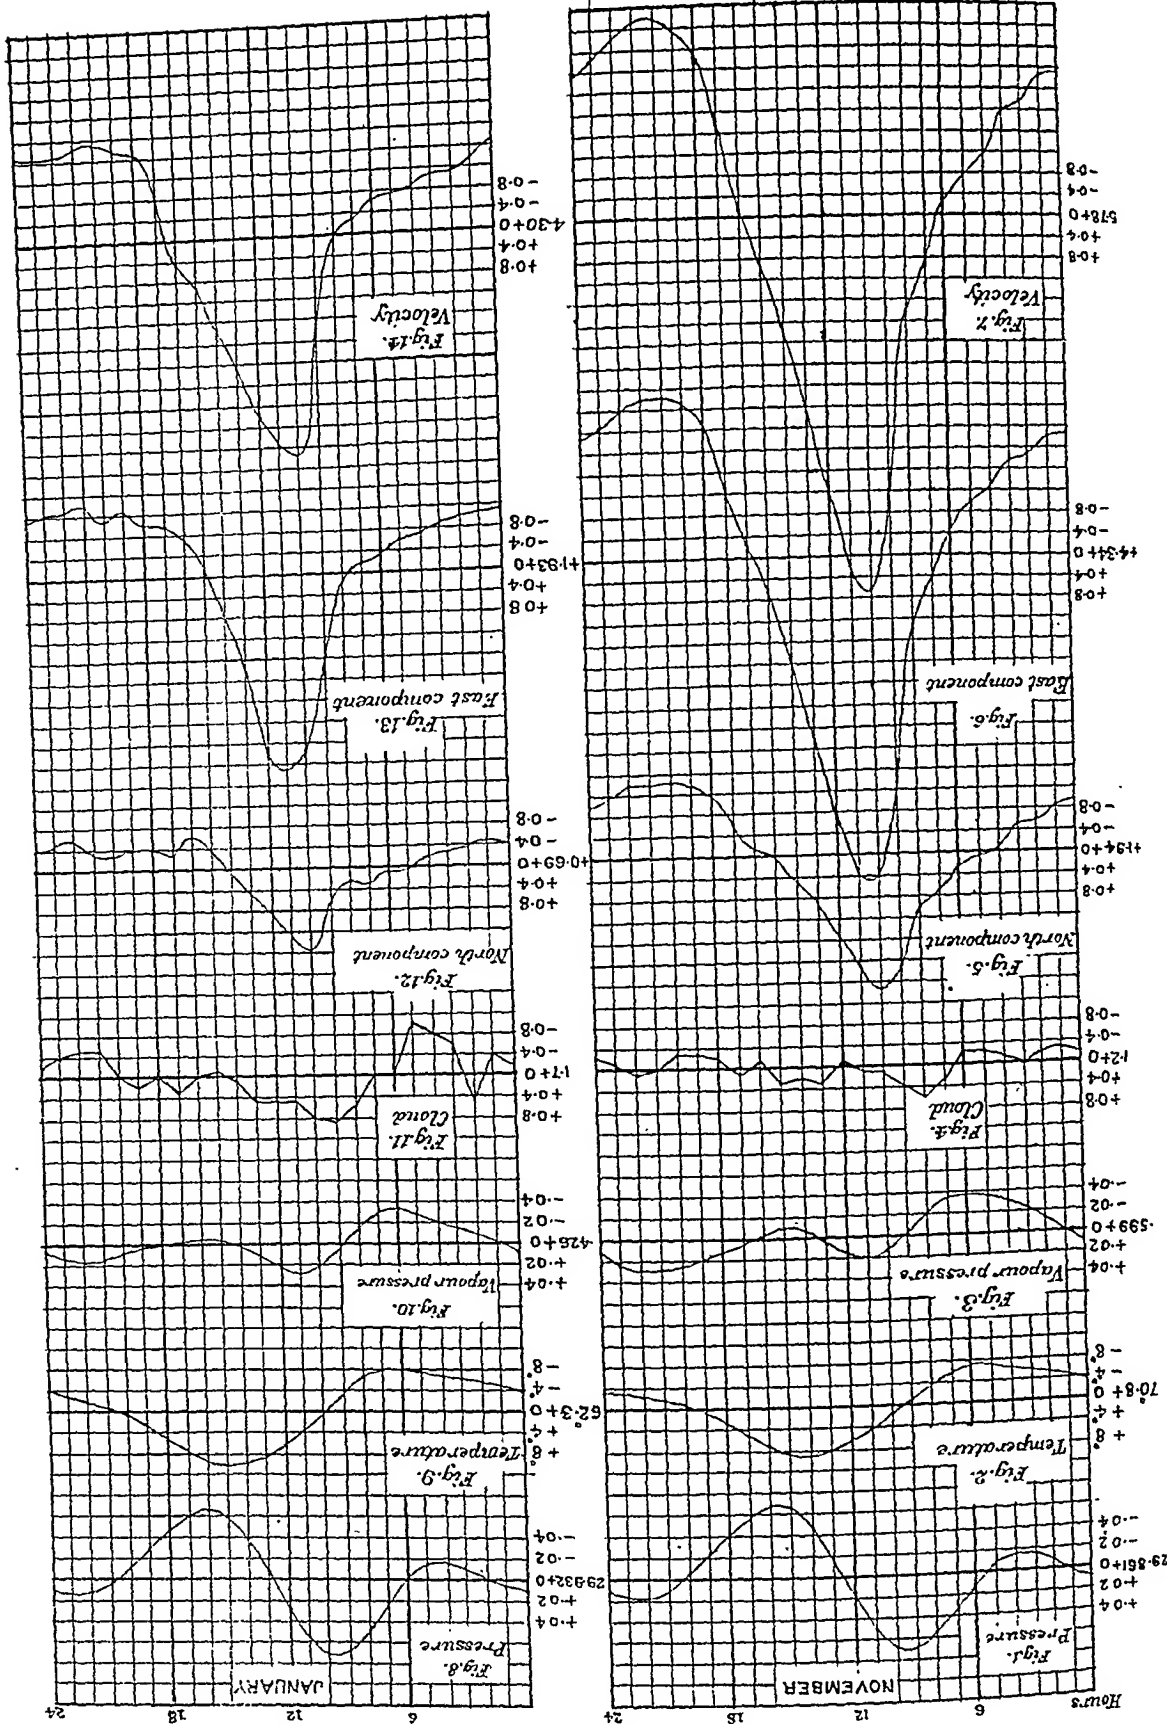 Hours 6 12 18 24
NOVEMBER
Fig.1.
Pressure
+.04
+.02
29.861+0
-.02
-.04
Fig.2.
Temperature
+8°
+4°
70.8°+0
-4°
-8°
Fig.3.
Vapour pressure
+.04
+.02
.599+0
-.02
-.04
Fig.4.
Cloud
+0.8
+0.4
1.2+0
-0.4
-0.8
Fig.5.
North component
+0.8
+0.4
+1.94+0
-0.4
-0.8
Fig.6.
East component
+0.8
+0.4
+4.34+0
-0.4
-0.8
Fig.7.
Velocity
+0.8
+0.4
5.78+0
-0.4
-0.8
6 12 18 24
JANUARY
Fig.8.
Pressure
+.04
+.02
29.932+0
-.02
-.04
Fig.9.
Temperature
+8°
+4°
62.3°+0
-4°
-8°
Fig.10.
Vapour pressure
+.04
+.02
.426+0
-.02
-.04
Fig.11.
Cloud
+0.8
+0.4
1.7+0
-0.4
-0.8
Fig.12.
North component
+0.8
+0.4
+0.69+0
-0.4
-0.8
Fig.13.
East component
+0.8
+0.4
+1.93+0
-0.4
-0.8
Fig.14.
Velocity
+0.8
+0.4
4.30+0
-0.4
-0.8